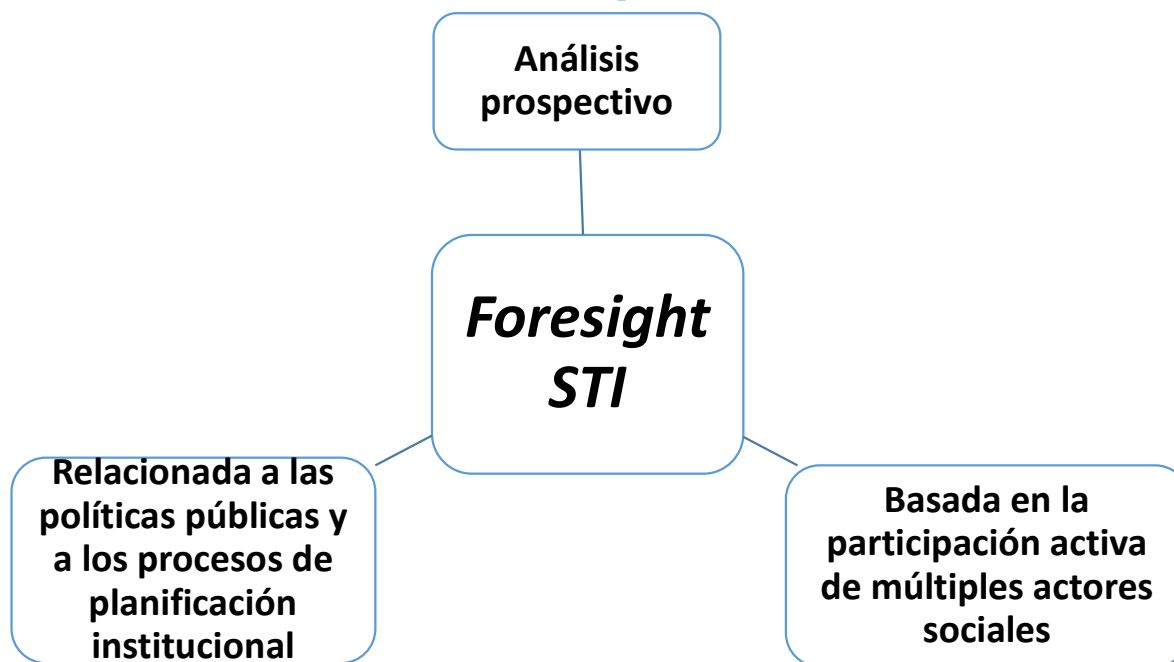 Análisis
prospectivo
Foresight
STI
Relacionada a las
políticas públicas y
a los procesos de
planificación
institucional
Basada en la
participación activa
de múltiples actores
sociales